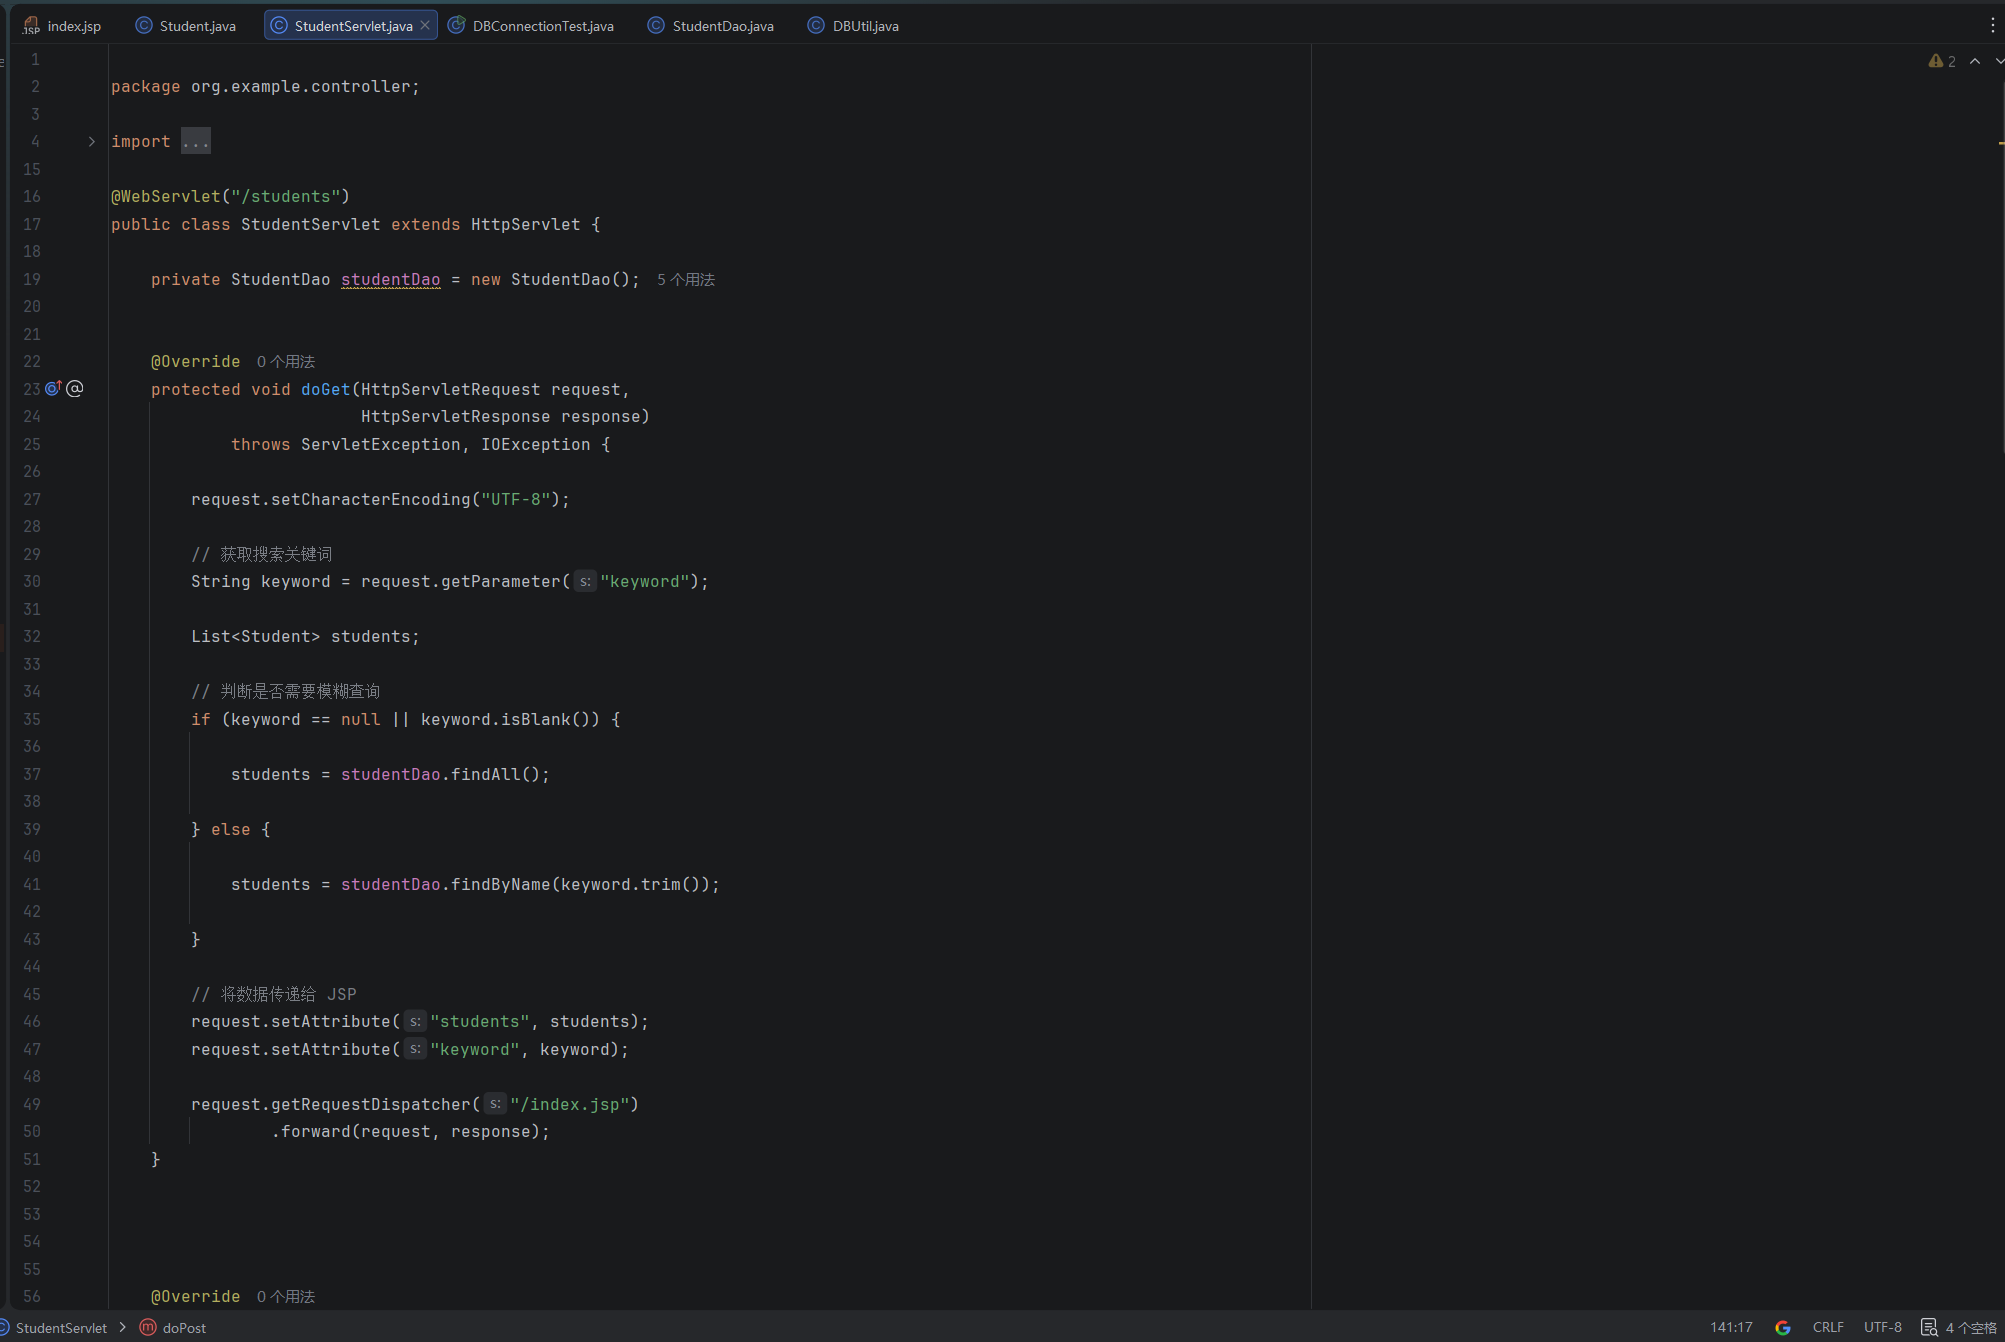 index.jsp Student.java StudentServlet.java DBConnectionTest.java StudentDao.java DBUtil.java
1
2 package org.example.controller;
2
3
4 import ...
15
16 @WebServlet("/students")
17 public class StudentServlet extends HttpServlet {
18
19 private StudentDao studentDao = new StudentDao(); 5 个用法
20
21
22 @Override 0 个用法
23 @ protected void doGet(HttpServletRequest request,
24 HttpServletResponse response)
25 throws ServletException, IOException {
26
27 request.setCharacterEncoding("UTF-8");
28
29 // 获取搜索关键词
30 String keyword = request.getParameter( s: "keyword");
31
32 List<Student> students;
33
34 // 判断是否需要模糊查询
35 if (keyword == null || keyword.isBlank()) {
36
37 students = studentDao.findAll();
38
39 } else {
40
41 students = studentDao.findByName(keyword.trim());
42
43 }
44
45 // 将数据传递给 JSP
46 request.setAttribute( s: "students", students);
47 request.setAttribute( s: "keyword", keyword);
48
49 request.getRequestDispatcher( s: "/index.jsp")
50 .forward(request, response);
51 }
52
53
54
55
56 @Override 0 个用法
StudentServlet > doPost 141:17 CRLF UTF-8 4 个空格